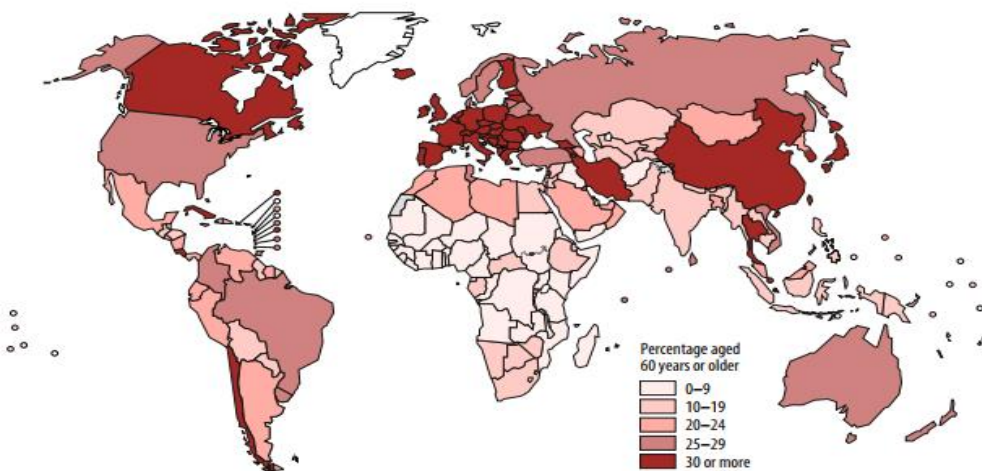 Percentage aged
60 years or older
0–9
10–19
20–24
25–29
30 or more